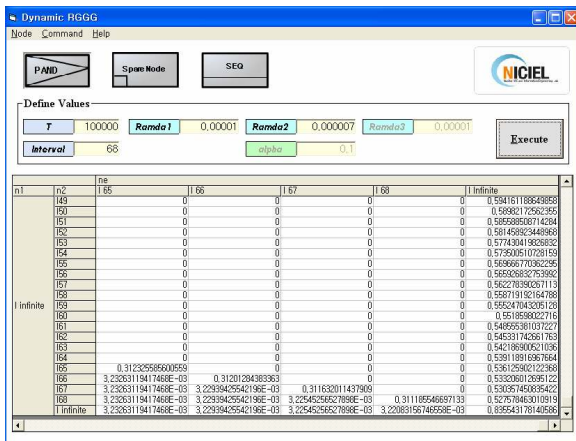 Dynamic RGGG
Node Command Help
PAND Spare Node SEQ NICIEL
Define Values
T 100000 Ramda1 0,00001 Ramda2 0,000007 Ramda3 0,00001 Execute
Interval 68 alpha 0,1
ne
n1 n2 I 65 I 66 I 67 I 68 I Infinite
I49 0 0 0 0 0,594161188649858
I50 0 0 0 0 0,58982172562355
I51 0 0 0 0 0,585588508714284
I52 0 0 0 0 0,581458923448968
I53 0 0 0 0 0,577430419826832
I54 0 0 0 0 0,573500510728159
I55 0 0 0 0 0,569666770362295
I56 0 0 0 0 0,565926832753992
I57 0 0 0 0 0,562278390267113
I58 0 0 0 0 0,558719192164788
I59 0 0 0 0 0,555247043205128
I infinite I60 0 0 0 0 0,5518598022716
I61 0 0 0 0 0,548555381037227
I62 0 0 0 0 0,545331742661763
I63 0 0 0 0 0,542186900521036
I64 0 0 0 0 0,539118916967664
I65 0,312325585600559 0 0 0 0,536125902122368
I66 3,23263119417468E-03 0,31201284383363 0 0 0,533206012695122
I67 3,23263119417468E-03 3,22939425542196E-03 0,311632011437909 0 0,530357450835422
I68 3,23263119417468E-03 3,22939425542196E-03 3,22545256527898E-03 0,311185546697133 0,527578463010919
I infinite 3,23263119417468E-03 3,22939425542196E-03 3,22545256527898E-03 3,22083156746558E-03 0,835543178140586